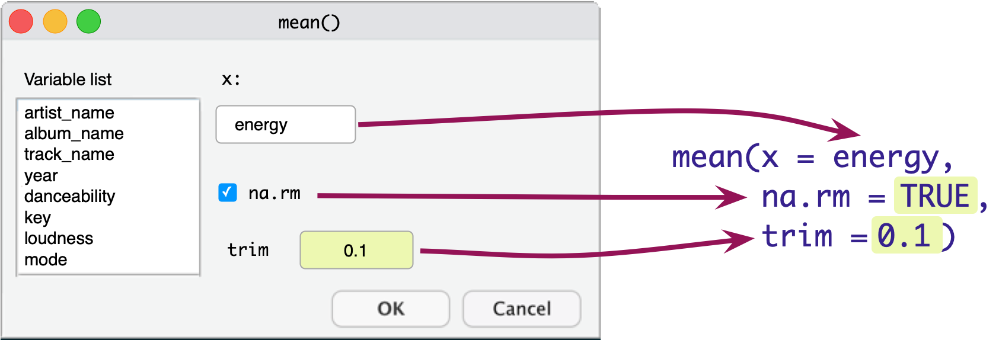 mean()
Variable list
artist_name
album_name
track_name
year
danceability
key
loudness
mode
x:
energy
na.rm
trim 0.1
OK Cancel
mean(x = energy,
na.rm = TRUE,
trim = 0.1 )